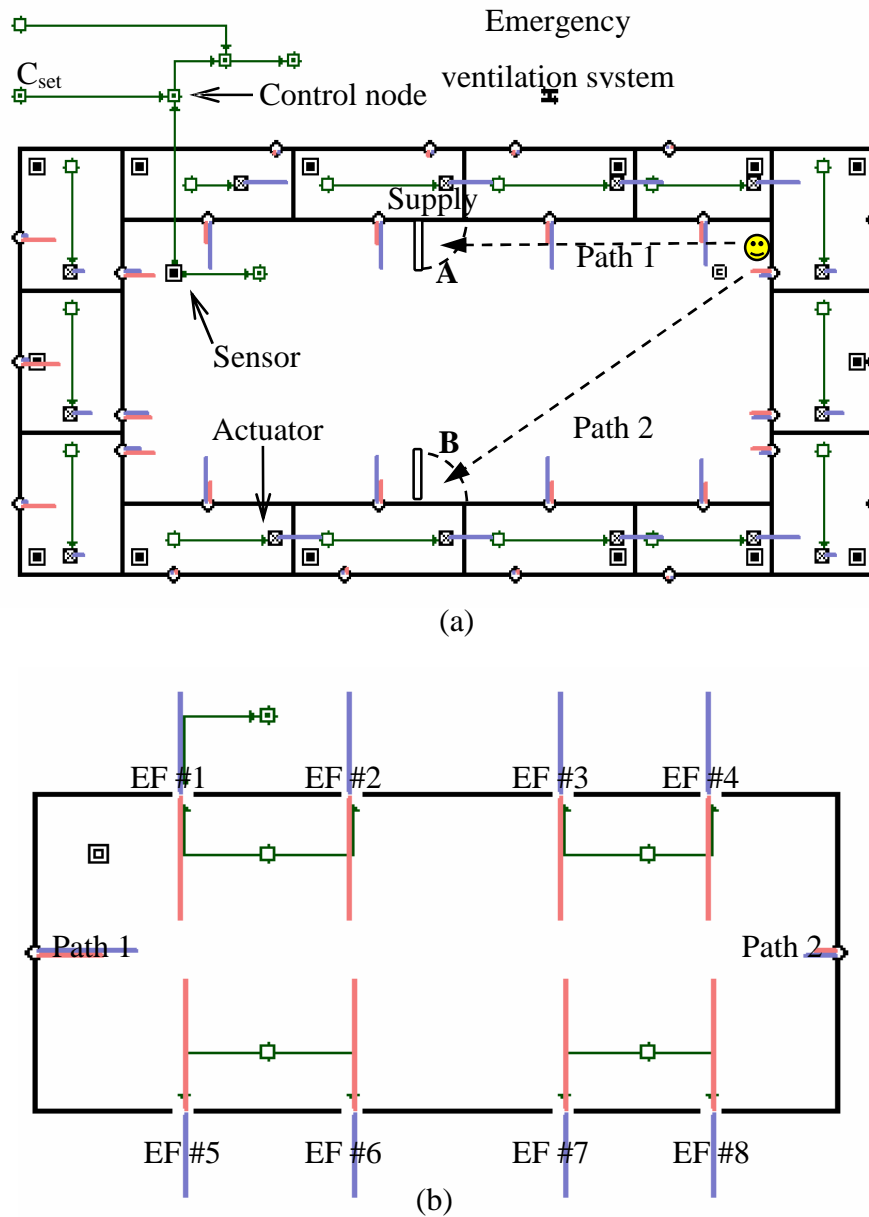 Emergency
ventilation system
C_set
Control node
Supply
A
Path 1
Sensor
Actuator
B
Path 2
(a)
EF #1 EF #2 EF #3 EF #4
Path 1 Path 2
EF #5 EF #6 EF #7 EF #8
(b)